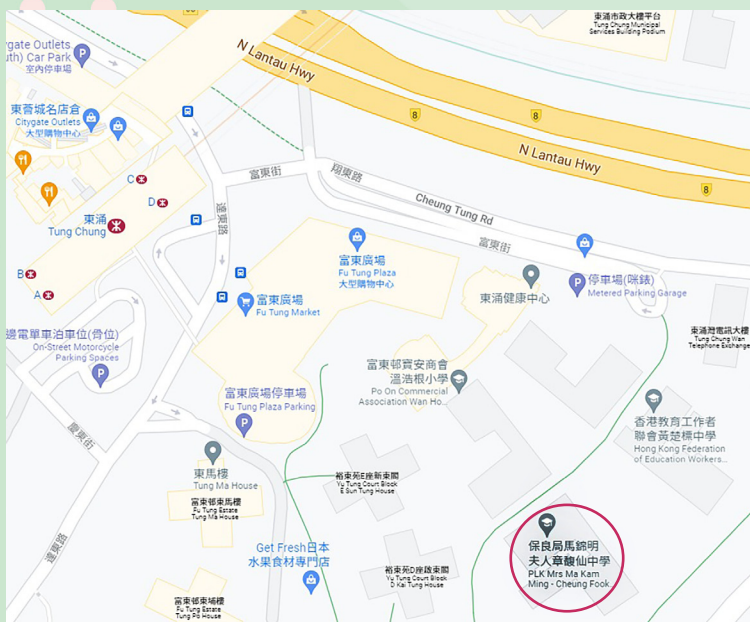 東涌市政大樓平台
Tung Chung Municipal
Services Building Podium
ygate Outlets
uth) Car Park
室內停車場
N Lantau Hwy
東薈城名店倉
Citygate Outlets
大型購物中心
8
8
N Lantau Hwy
8
富東街
翔東路
Cheung Tung Rd
富東街
C
D
東涌
Tung Chung
B
A
達東路
富東廣場
Fu Tung Plaza
大型購物中心
富東廣場
Fu Tung Market
東涌健康中心
停車場(咪錶)
Metered Parking Garage
東涌灣電訊大樓
Tung Chung Wan
Telephone Exchange
邊電單車泊車位(骨位)
On-Street Motorcycle
Parking Spaces
富東邨寶安商會
溫浩根小學
Po On Commercial
Association Wan Ho...
富東廣場停車場
Fu Tung Plaza Parking
香港教育工作者
聯會黃楚標中學
Hong Kong Federation
of Education Workers...
慶東街
東馬樓
Tung Ma House
富東邨東馬樓
Fu Tung Estate
Tung Ma House
裕東苑E座新東閣
Yu Tung Court Block
E Sun Tung House
達東路
Get Fresh日本
水果食材專門店
裕東苑D座啟東閣
Yu Tung Court Block
D Kai Tung House
保良局馬錦明
夫人章馥仙中學
PLK Mrs Ma Kam
Ming - Cheung Fook...
富東邨東埔樓
Fu Tung Estate
Tung Po House